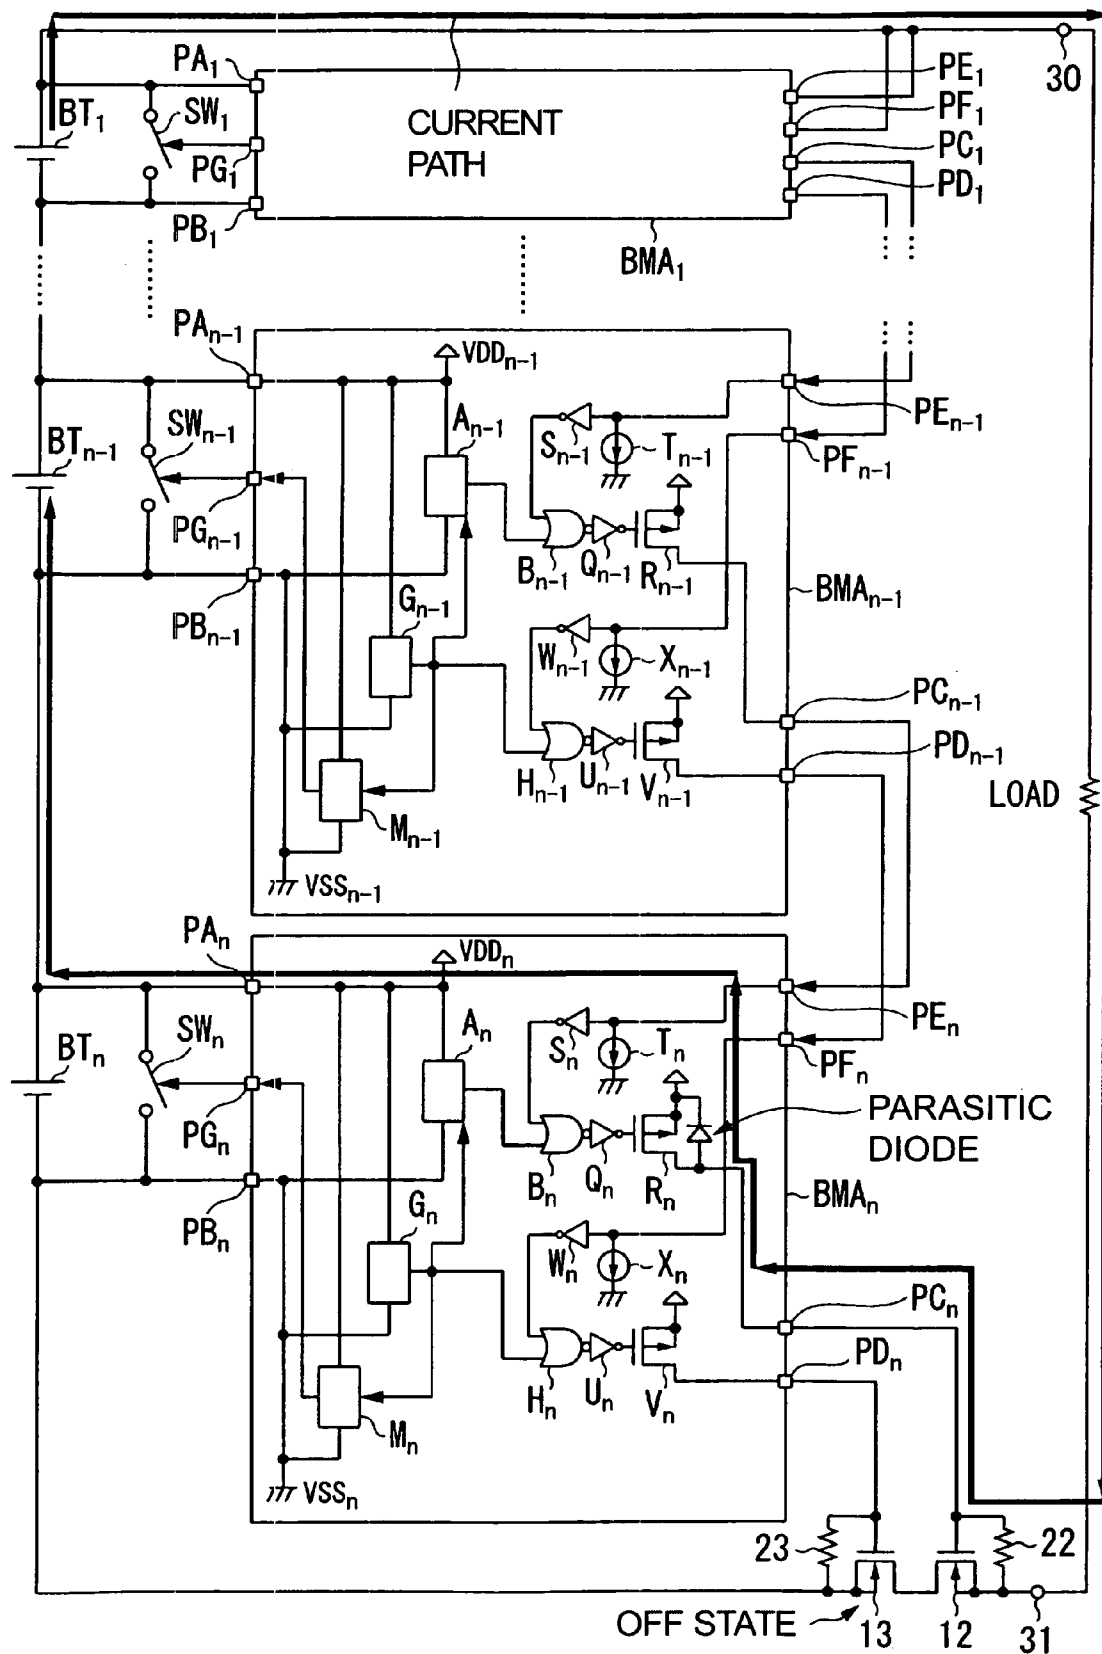 30
PA1
PE1
BT1
SW1
PF1
CURRENT
PATH
PC1
PG1
PD1
PB1
BMA1
PAn-1
VDDn-1
PEn-1
An-1
SWn-1
Sn-1
Tn-1
BTn-1
PFn-1
PGn-1
Bn-1
Qn-1
Rn-1
BMAn-1
Gn-1
PBn-1
Wn-1
Xn-1
PCn-1
PDn-1
Hn-1
Un-1
Vn-1
LOAD
Mn-1
VSSn-1
PAn
VDDn
PEn
An
SWn
Sn
Tn
BTn
PFn
PARASITIC
DIODE
PGn
Bn
Qn
Rn
BMAn
Gn
PBn
Wn
Xn
PCn
PDn
Hn
Un
Vn
Mn
VSSn
23
22
OFF STATE
13
12
31